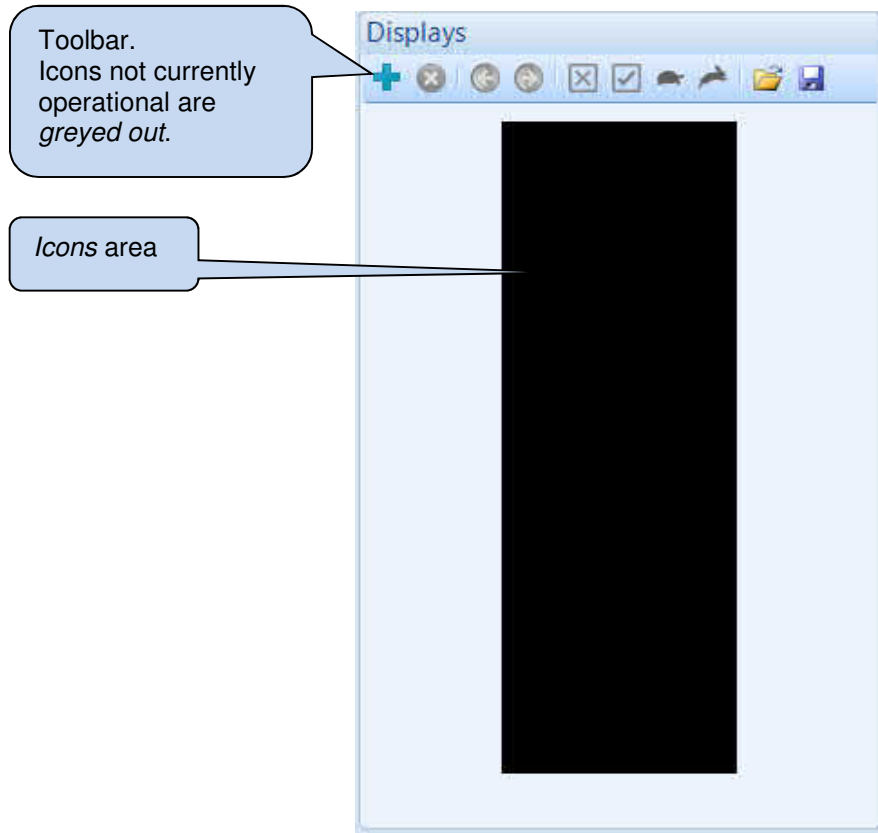 Toolbar.
Icons not currently
operational are
greyed out.
Displays
Icons area